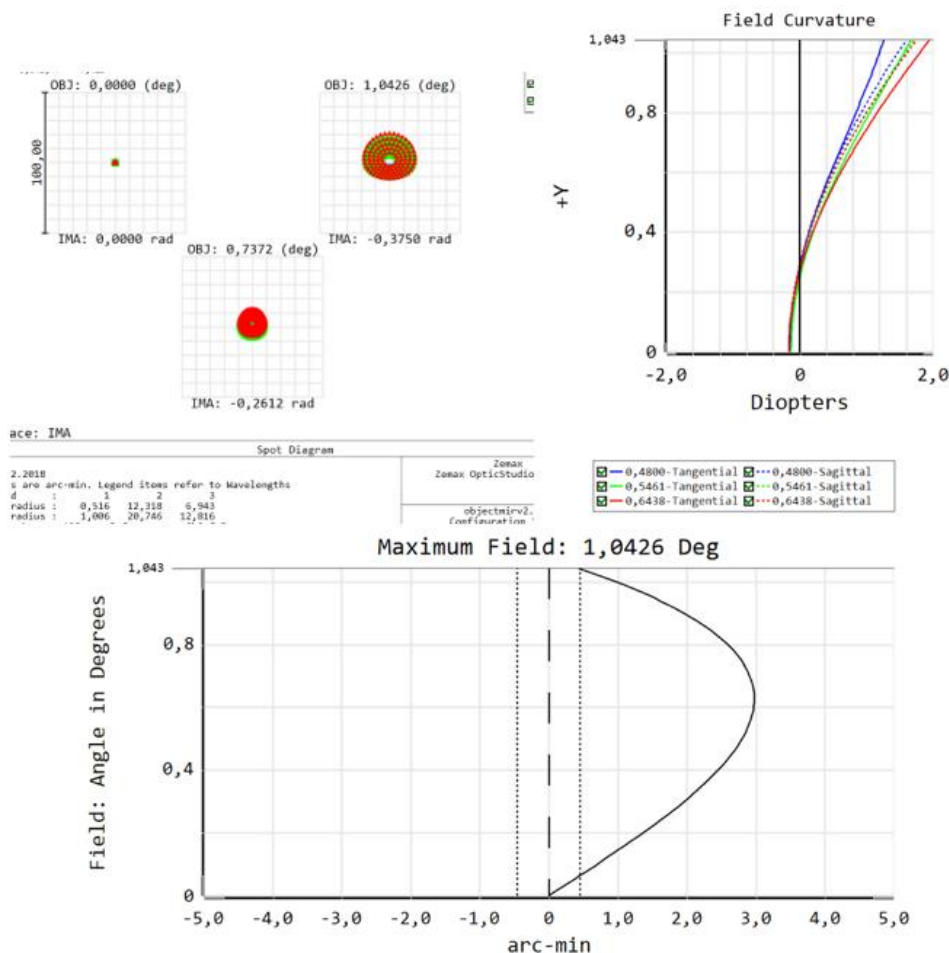 Field Curvature
1,043
0,8
+Y
0,4
0
-2,0 0 2,0
Diopters
OBJ: 0,0000 (deg)
OBJ: 1,0426 (deg)
100,00
IMA: 0,0000 rad
IMA: -0,3750 rad
OBJ: 0,7372 (deg)
IMA: -0,2612 rad
ace: IMA
Spot Diagram
2.2018
s are arc-min. Legend items refer to Wavelengths
d : 1 2 3
radius : 0,516 12,318 6,943
radius : 1,006 20,746 12,816
Zemax
Zemax OpticStudio
objectmirv2.
Configuration
0,4800-Tangential 0,4800-Sagittal
0,5461-Tangential 0,5461-Sagittal
0,6438-Tangential 0,6438-Sagittal
Maximum Field: 1,0426 Deg
1,043
0,8
Field: Angle in Degrees
0,4
0
-5,0 -4,0 -3,0 -2,0 -1,0 0 1,0 2,0 3,0 4,0 5,0
arc-min